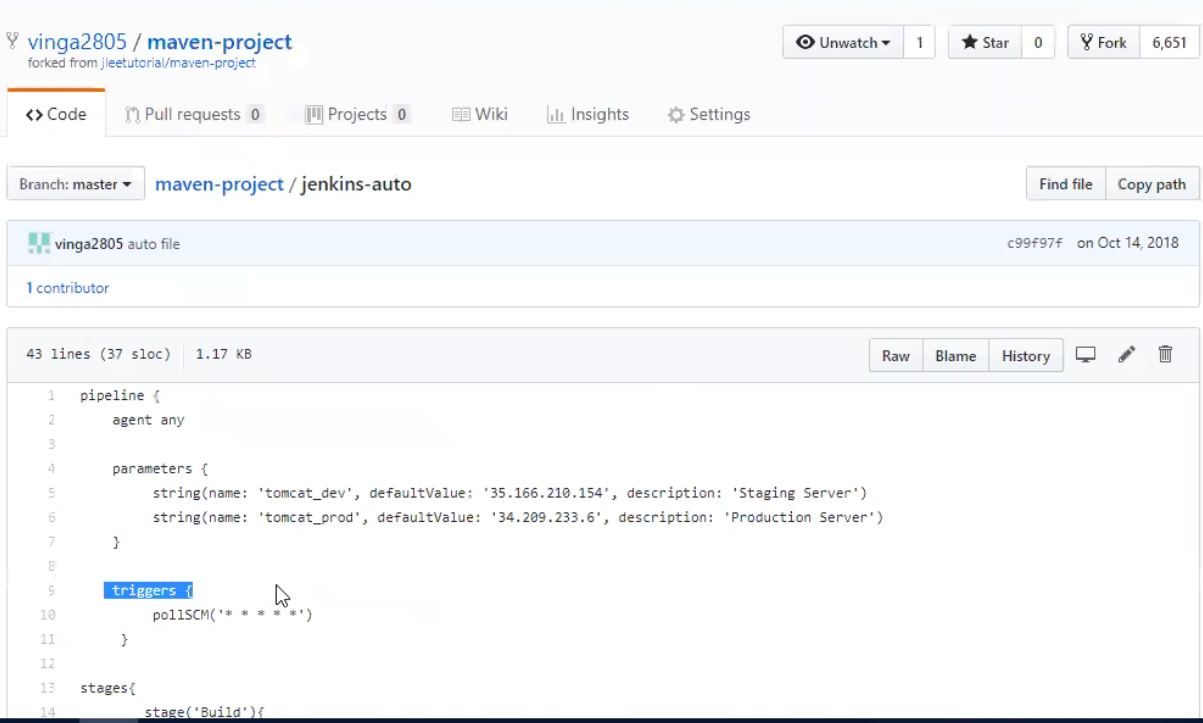 vinga2805 / maven-project
Unwatch 1 Star 0 Fork 6,651
forked from jleetutorial/maven-project
Code Pull requests 0 Projects 0 Wiki Insights Settings
Branch: master maven-project / jenkins-auto Find file Copy path
vinga2805 auto file c99f97f on Oct 14, 2018
1 contributor
43 lines (37 sloc) 1.17 KB Raw Blame History
1 pipeline {
2 agent any
3
4 parameters {
5 string(name: 'tomcat_dev', defaultValue: '35.166.210.154', description: 'Staging Server')
6 string(name: 'tomcat_prod', defaultValue: '34.209.233.6', description: 'Production Server')
7 }
8
9 triggers {
10 pollSCM('* * * * *')
11 }
12
13 stages{
14 stage('Build'){